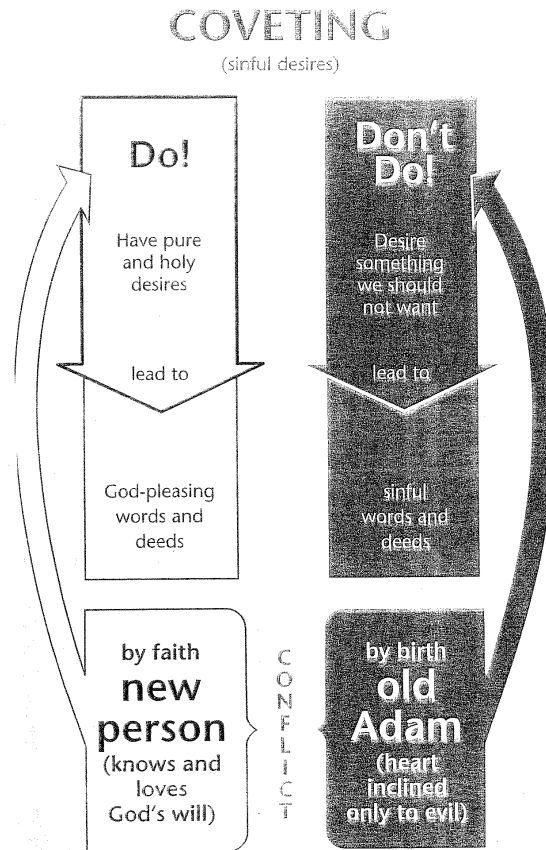 COVETING
(sinful desires)
Do!
Have pure
and holy
desires
lead to
God-pleasing
words and
deeds
Don't
Do!
Desire
something
we should
not want
lead to
sinful
words and
deeds
by faith
new
person
(knows and
loves
God's will)
CONFLICT
by birth
old
Adam
(heart
inclined
only to evil)